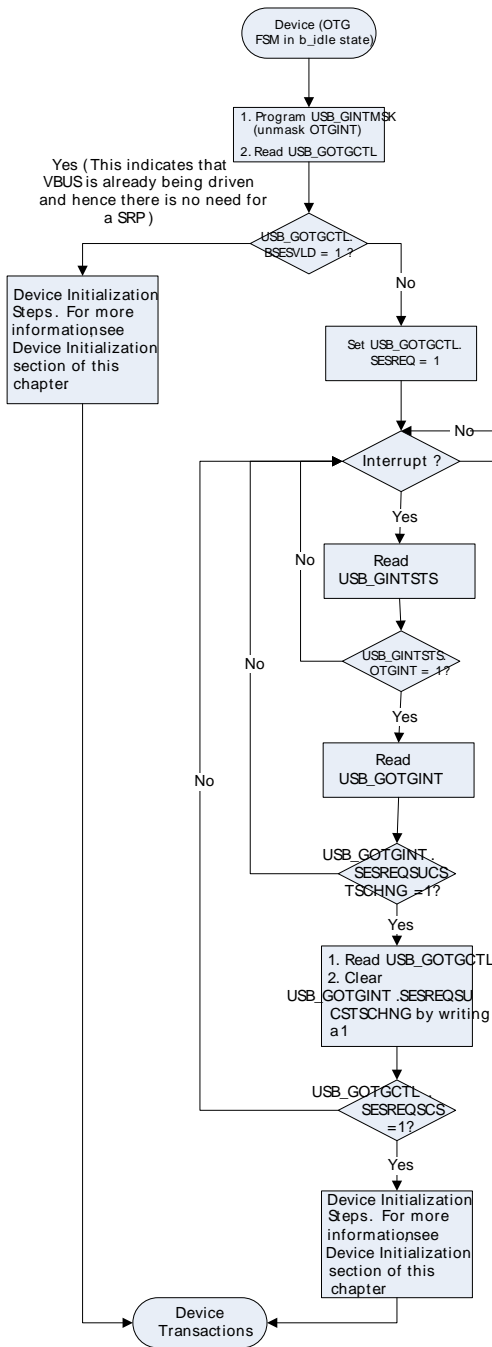 Device (OTG
FSM in b_idle state)
1. Program USB_GINTMSK
(unmask OTGINT)
2. Read USB_GOTGCTL
Yes (This indicates that
VBUS is already being driven
and hence there is no need for
a SRP)
USB_GOTGCTL.
BSESVLD = 1 ?
No
Device Initialization
Steps. For more
information,see
Device Initialization
section of this
chapter
Set USB_GOTGCTL.
SESREQ = 1
No
Interrupt ?
Yes
Read
USB_GINTSTS
No
USB_GINTSTS.
OTGINT = 1?
No
Yes
Read
USB_GOTGINT
No
USB_GOTGINT .
SESREQSUCS
TSCHNG =1?
Yes
1. Read USB_GOTGCTL
2. Clear
USB_GOTGINT .SESREQSU
CSTSCHNG by writing
a 1
USB_GOTGCTL .
SESREQSCS
=1?
Yes
Device Initialization
Steps. For more
information,see
Device Initialization
section of this
chapter
Device
Transactions